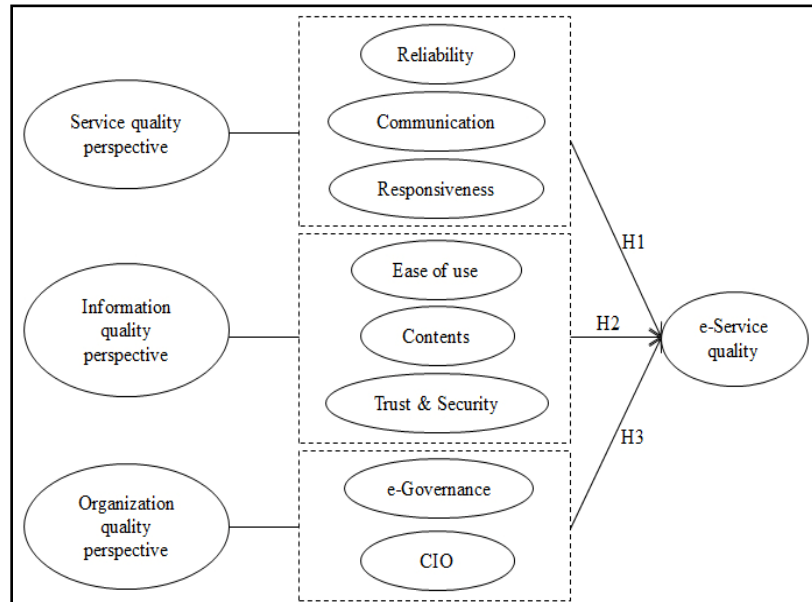 Service quality
perspective
Reliability
Communication
Responsiveness
H1
Information
quality
perspective
Ease of use
Contents
Trust & Security
H2
e-Service
quality
H3
Organization
quality
perspective
e-Governance
CIO